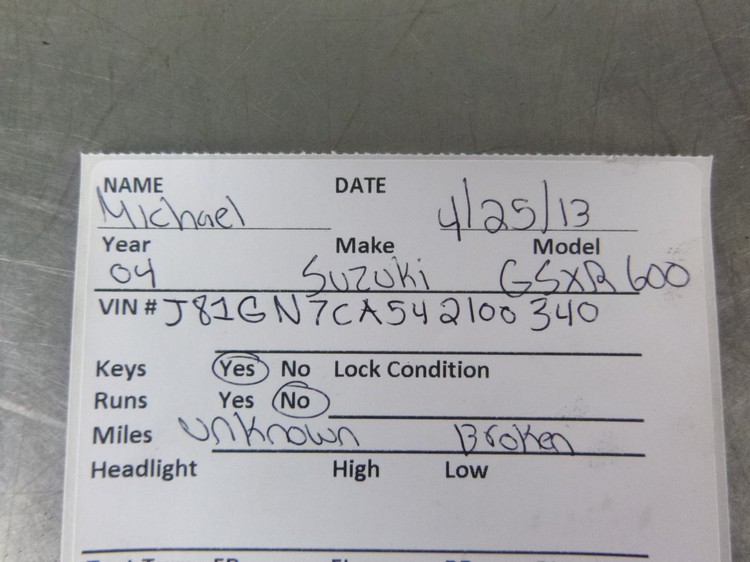 NAME DATE
Michael 4/25/13
Year Make Model
04 Suzuki GSXR 600
VIN # J81GN7CA542100340
Keys Yes No Lock Condition
Runs Yes No
Miles unknown Broken
Headlight High Low